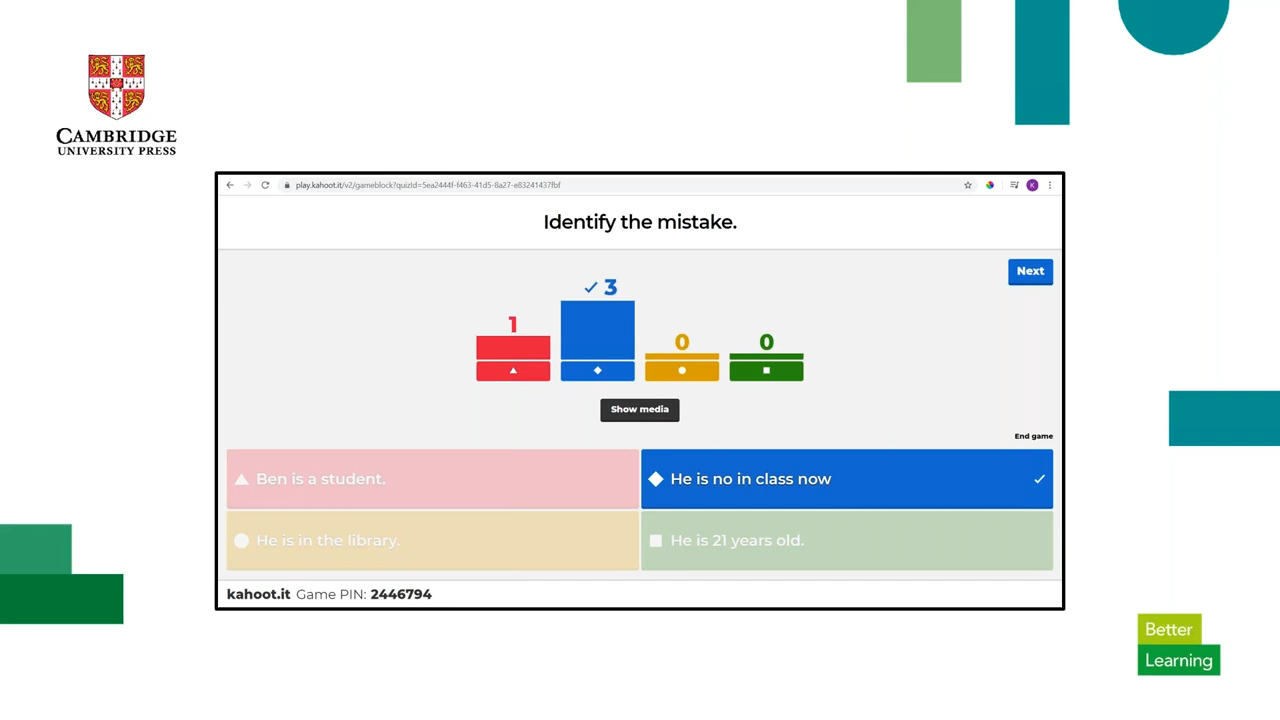 CAMBRIDGE
UNIVERSITY PRESS
play.kahoot.it/v2/gameblock?quizId=5ea2444f-f463-41d5-8a27-e83241437fbf
K
Identify the mistake.
Next
1
3
0
0
Show media
End game
Ben is a student.
He is no in class now
He is in the library.
He is 21 years old.
kahoot.it Game PIN: 2446794
Better
Learning